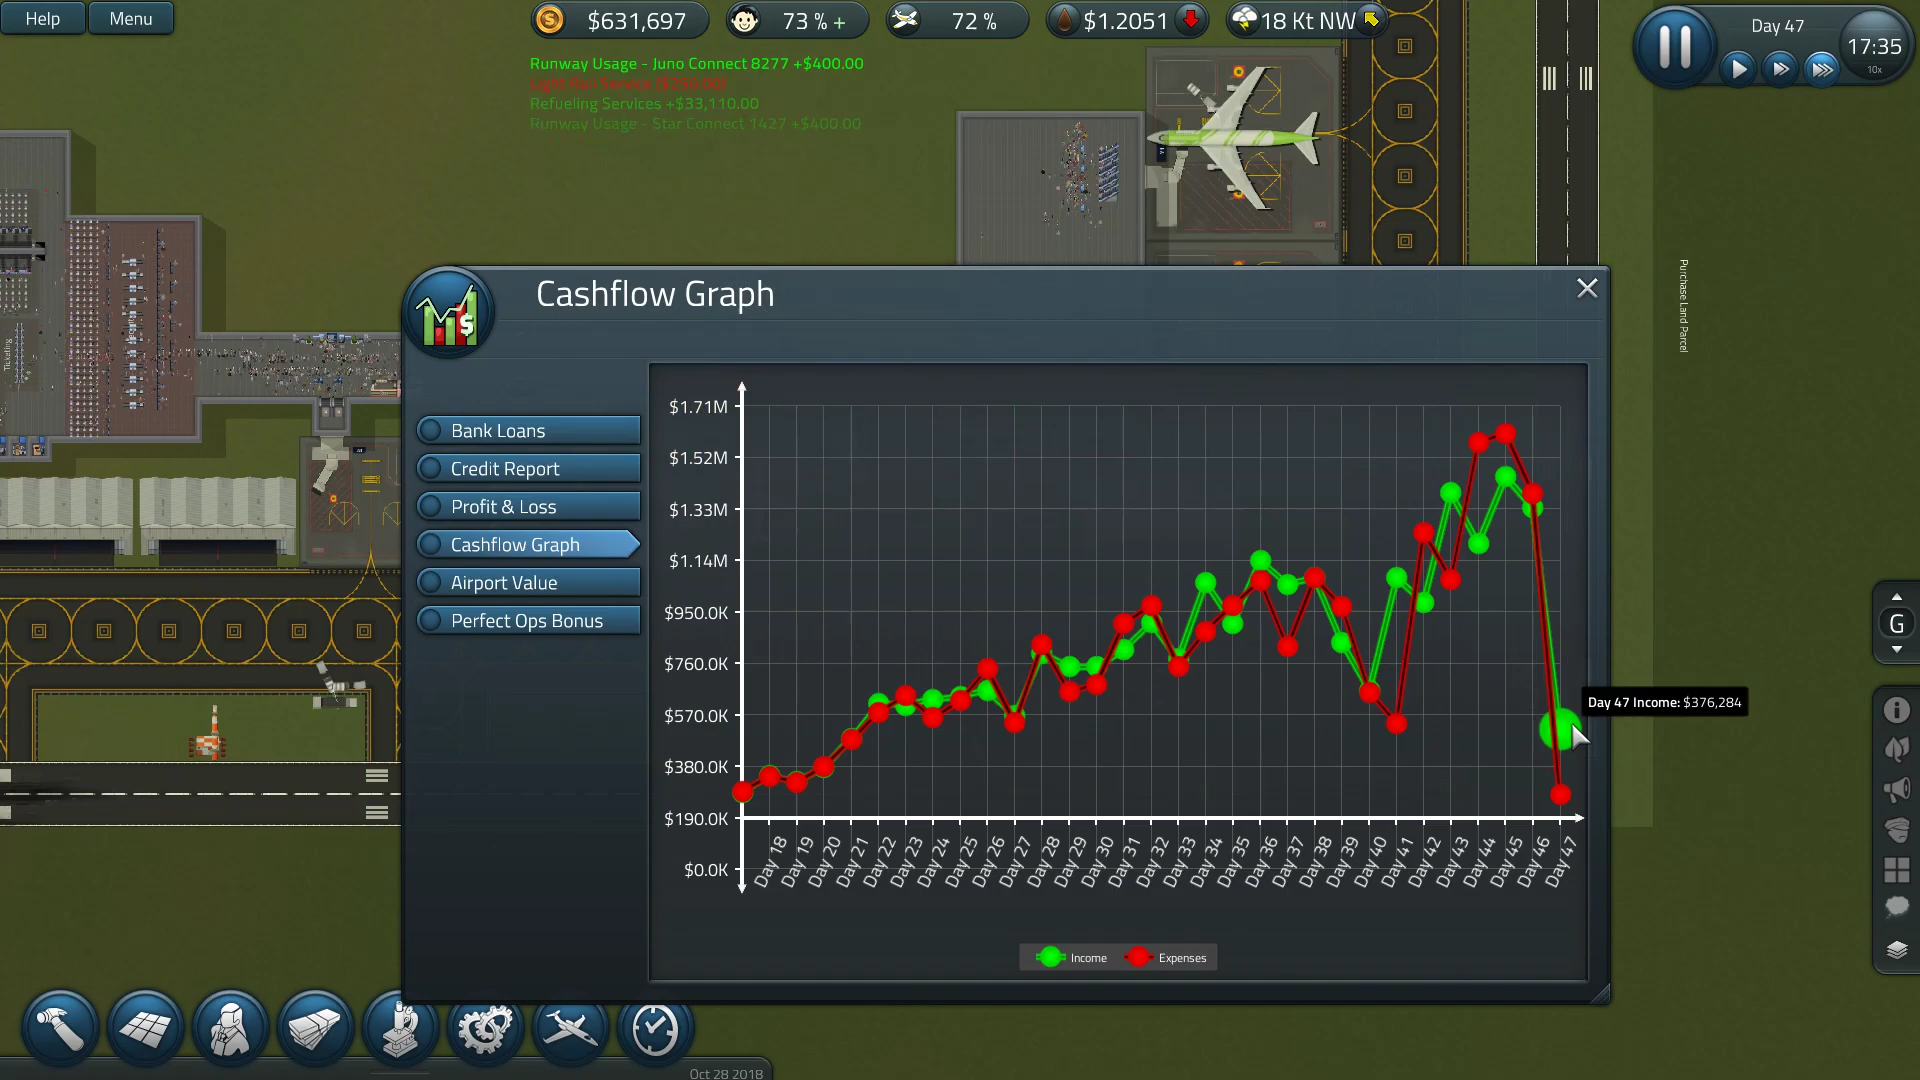 Help
Menu
$631,697
73 % +
72 %
$1.2051
18 Kt NW
Day 47
17:35
10x
Runway Usage - Juno Connect 8277 +$400.00
Light Rail Service ($250.00)
Refueling Services +$33,110.00
Runway Usage - Star Connect 1427 +$400.00
Purchase Land Parcel
Ticketing
Cashflow Graph
Bank Loans
Credit Report
Profit & Loss
Cashflow Graph
Airport Value
Perfect Ops Bonus
$1.71M
$1.52M
$1.33M
$1.14M
$950.0K
$760.0K
$570.0K
$380.0K
$190.0K
$0.0K
Day 18
Day 19
Day 20
Day 21
Day 22
Day 23
Day 24
Day 25
Day 26
Day 27
Day 28
Day 29
Day 30
Day 31
Day 32
Day 33
Day 34
Day 35
Day 36
Day 37
Day 38
Day 39
Day 40
Day 41
Day 42
Day 43
Day 44
Day 45
Day 46
Day 47
Day 47 Income: $376,284
Income
Expenses
G
Oct 28 2018